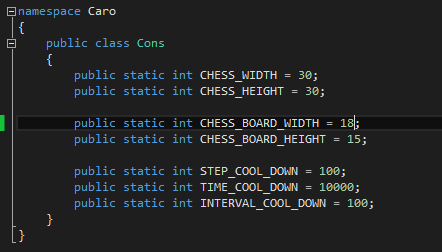 namespace Caro
{
public class Cons
{
public static int CHESS_WIDTH = 30;
public static int CHESS_HEIGHT = 30;
public static int CHESS_BOARD_WIDTH = 18;
public static int CHESS_BOARD_HEIGHT = 15;
public static int STEP_COOL_DOWN = 100;
public static int TIME_COOL_DOWN = 10000;
public static int INTERVAL_COOL_DOWN = 100;
}
}